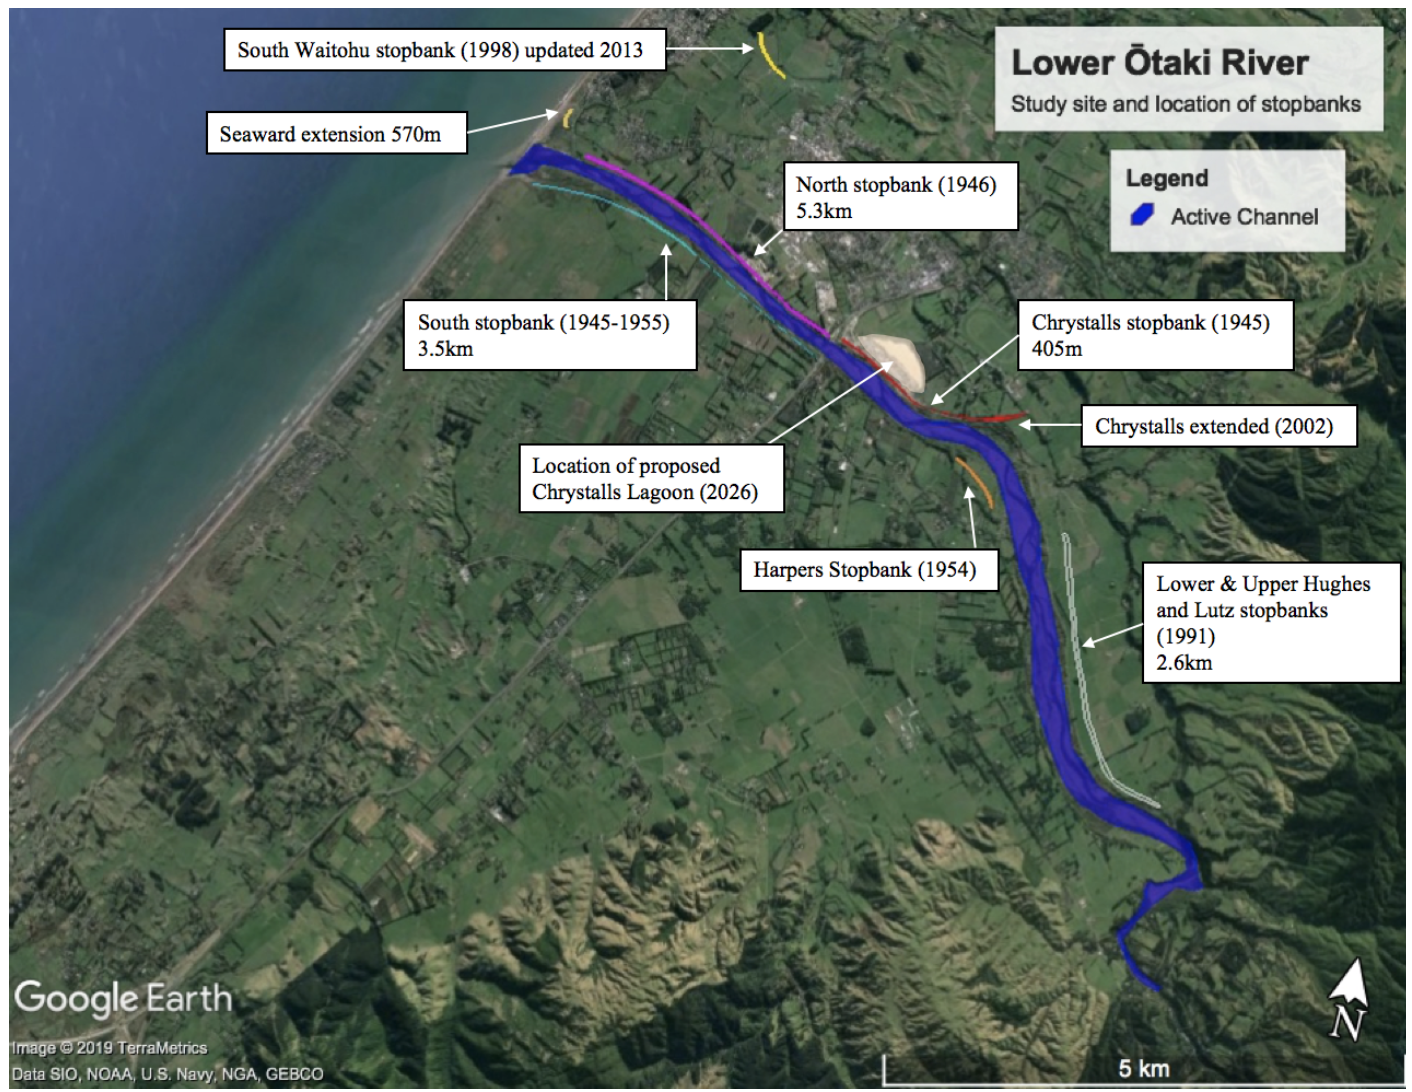 South Waitohu stopbank (1998) updated 2013
Lower Ōtaki River
Study site and location of stopbanks
Seaward extension 570m
Legend
Active Channel
North stopbank (1946)
5.3km
South stopbank (1945-1955)
3.5km
Chrystalls stopbank (1945)
405m
Chrystalls extended (2002)
Location of proposed
Chrystalls Lagoon (2026)
Harpers Stopbank (1954)
Lower & Upper Hughes
and Lutz stopbanks
(1991)
2.6km
Google Earth
N
Image © 2019 TerraMetrics
Data SIO, NOAA, U.S. Navy, NGA, GEBCO
5 km